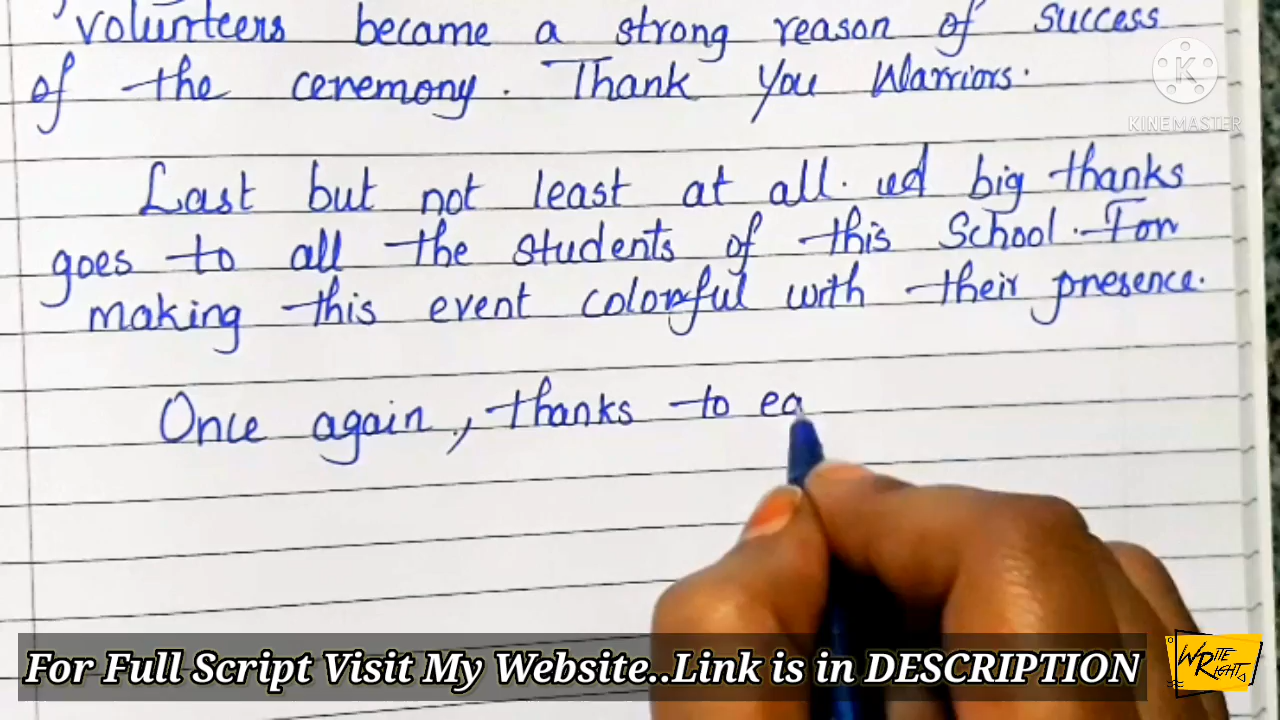 volunteers became a strong reason of success
of the ceremony. Thank You Warriors.
Last but not least at all. big thanks
goes to all the students of this School. For
making this event colorful with their presence.
Once again, thanks to ea
KINEMASTER
For Full Script Visit My Website..Link is in DESCRIPTION
WRITE RIGHT